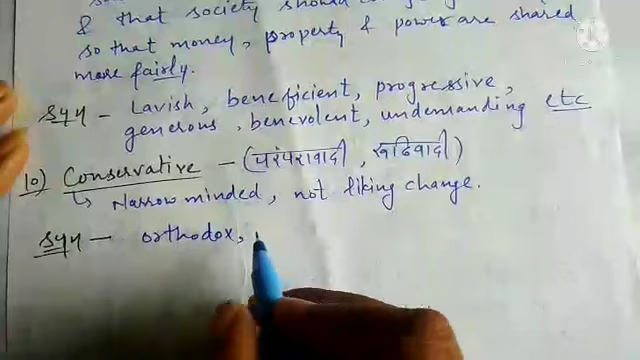 & that society should
so that money, property & power are shared
more fairly.
Syn - Lavish, beneficient, progressive,
generous, benevolent, undemanding etc
10) Conservative - (परंपरावादी, रूढिवादी)
↳ Narrow minded, not liking change.
Syn - orthodox,